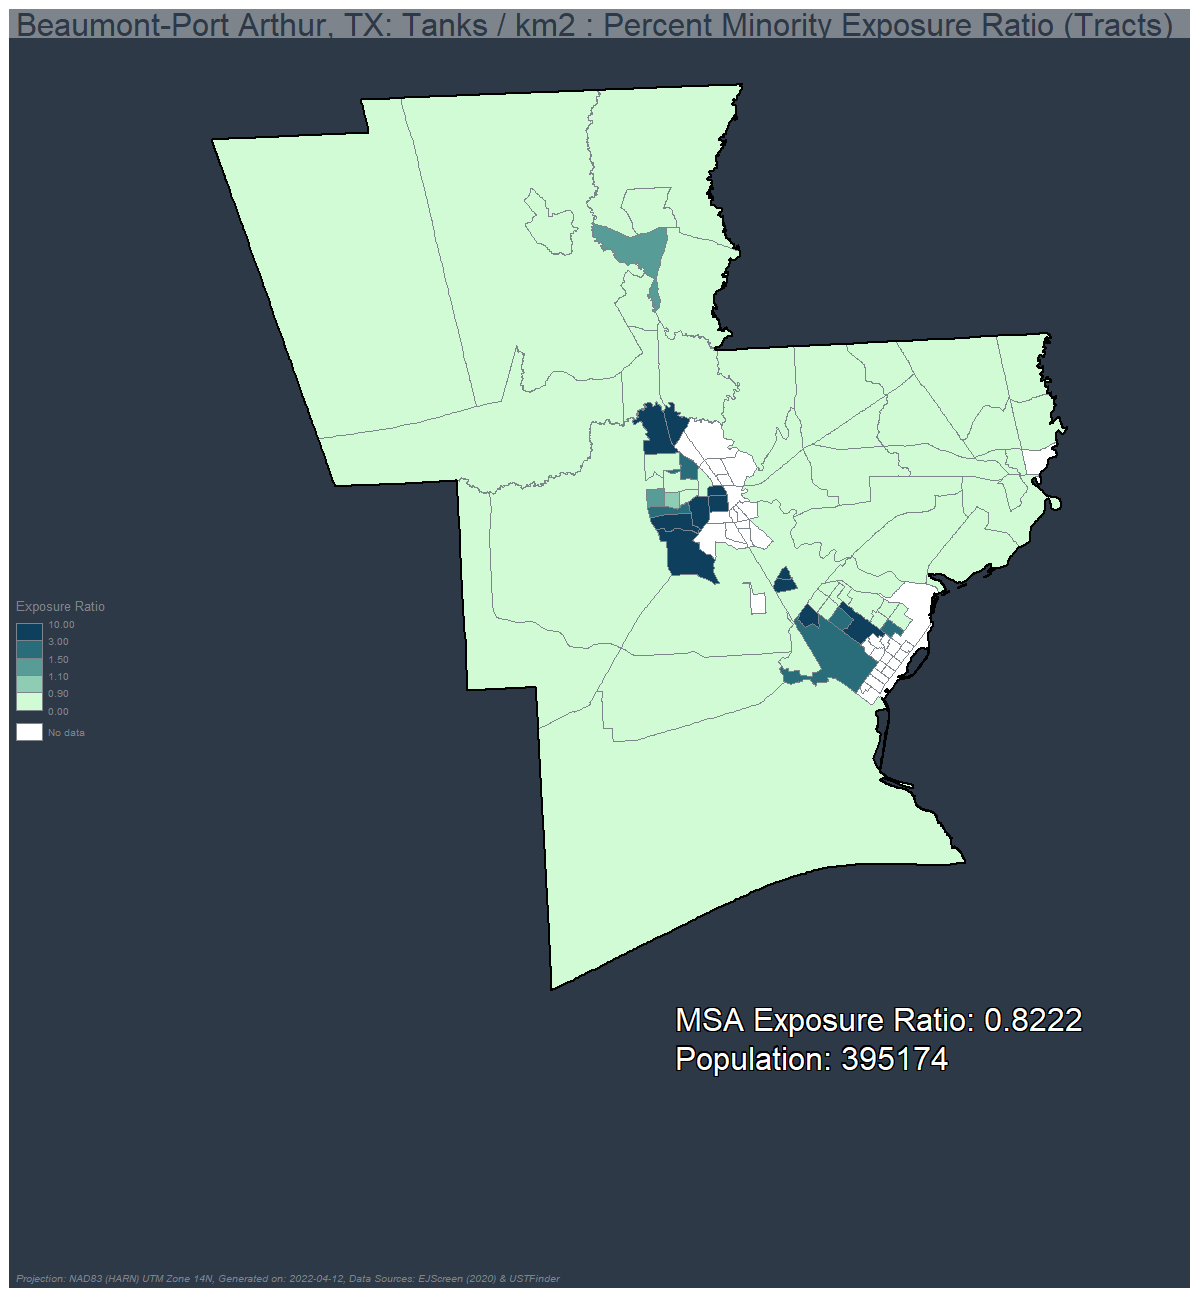 Beaumont-Port Arthur, TX: Tanks / km2 : Percent Minority Exposure Ratio (Tracts)
Exposure Ratio
10.00
3.00
1.50
1.10
0.90
0.00
No data
MSA Exposure Ratio: 0.8222
Population: 395174
Projection: NAD83 (HARN) UTM Zone 14N, Generated on: 2022-04-12, Data Sources: EJScreen (2020) & USTFinder